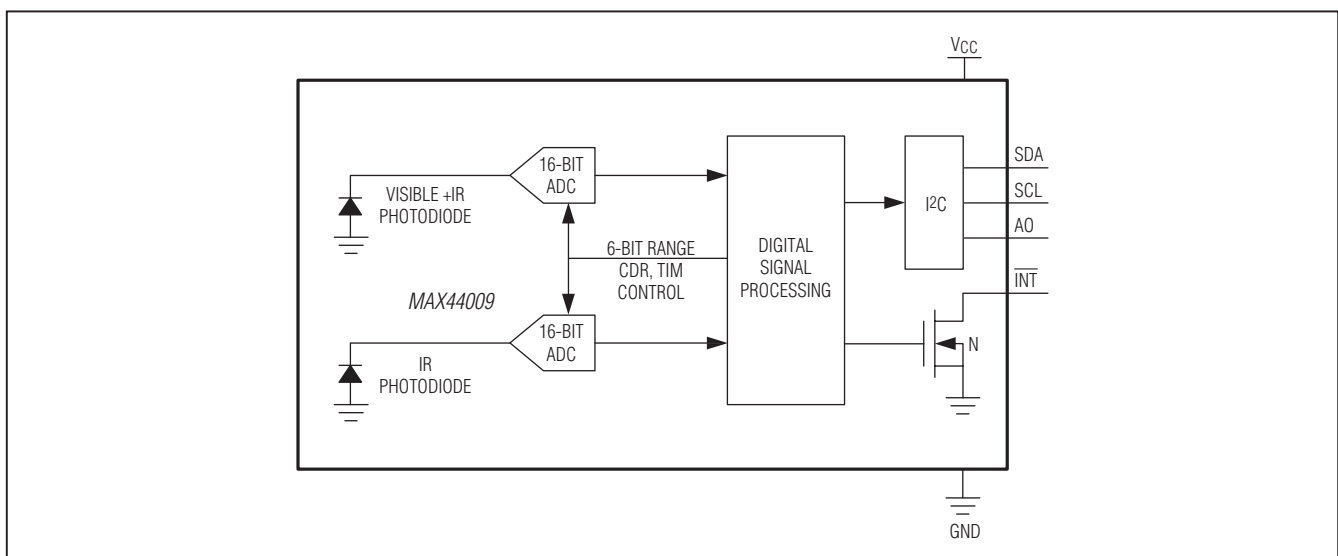 VCC
16-BIT
ADC
VISIBLE +IR
PHOTODIODE
6-BIT RANGE
CDR, TIM
CONTROL
MAX44009
16-BIT
ADC
IR
PHOTODIODE
DIGITAL
SIGNAL
PROCESSING
I2C
SDA
SCL
A0
INT
N
GND